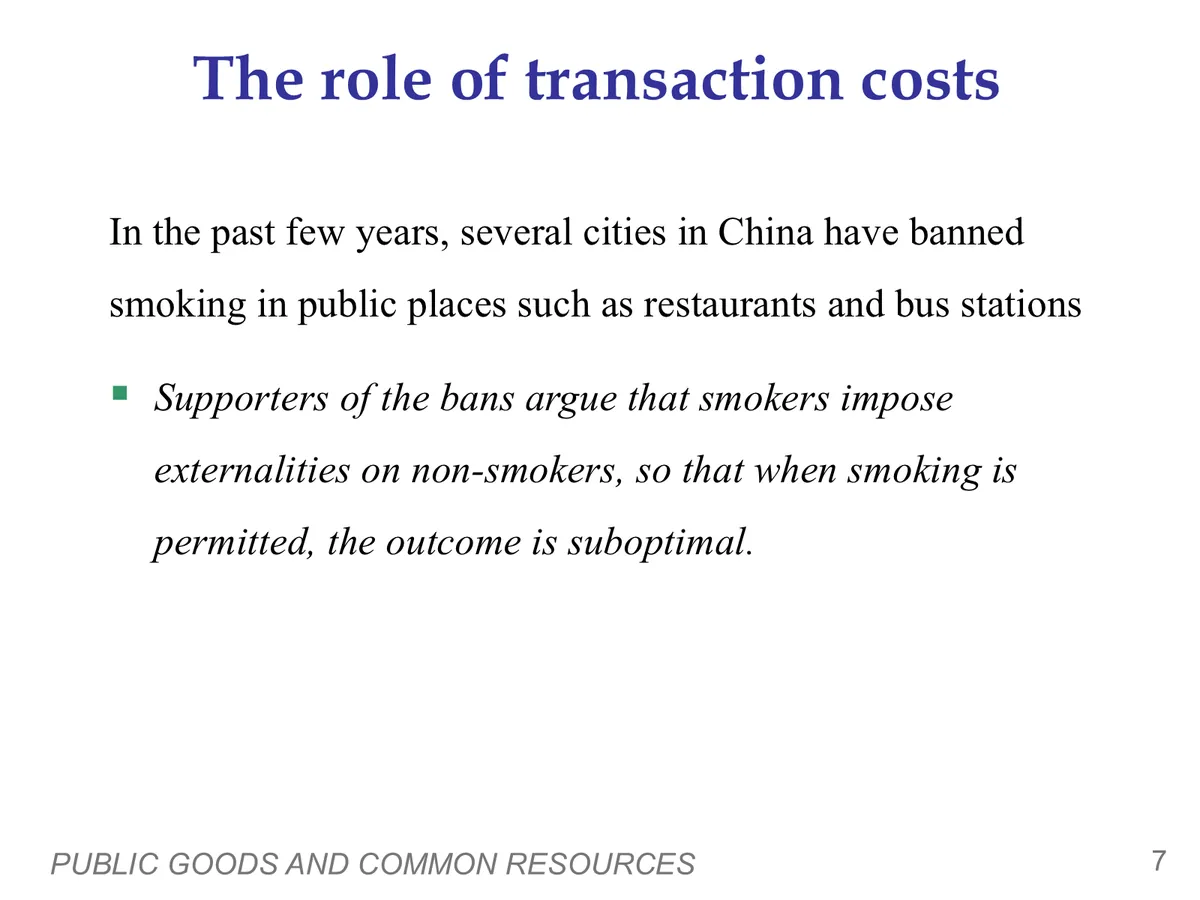 The role of transaction costs
In the past few years, several cities in China have banned
smoking in public places such as restaurants and bus stations
Supporters of the bans argue that smokers impose
externalities on non-smokers, so that when smoking is
permitted, the outcome is suboptimal.
PUBLIC GOODS AND COMMON RESOURCES
7